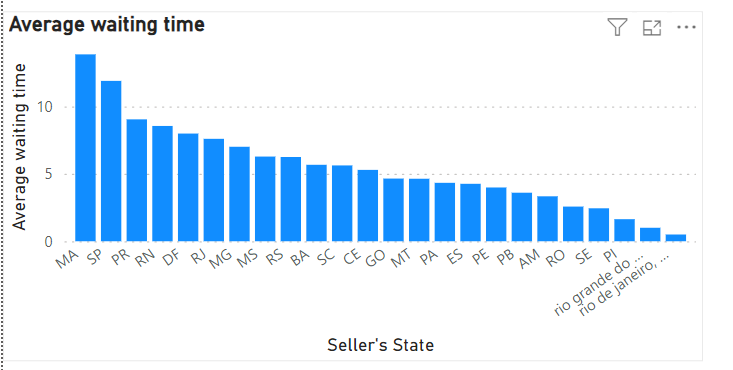 Average waiting time
Average waiting time
10
5
0
MA
SP
PR
RN
DF
RJ
MG
MS
RS
BA
SC
CE
GO
MT
PA
ES
PE
PB
AM
RO
SE
PI
rio grande do ...
rio de janeiro, ...
Seller's State